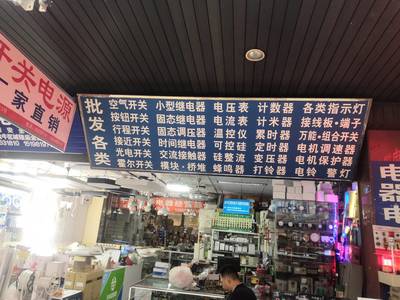 开关电源
一家直销
批发各类
空气开关 小型继电器 电压表 计数器 各类指示灯
按钮开关 固态继电器 电流表 计米器 接线板·端子
行程开关 固态调压器 温控仪 累时器 万能·组合开关
接近开关 时间继电器 可控硅 定时器 电机调速器
光电开关 交流接触器 硅整流 变压器 电机保护器
霍尔开关 模块·桥堆 蜂鸣器 打铃器 电铃 警灯